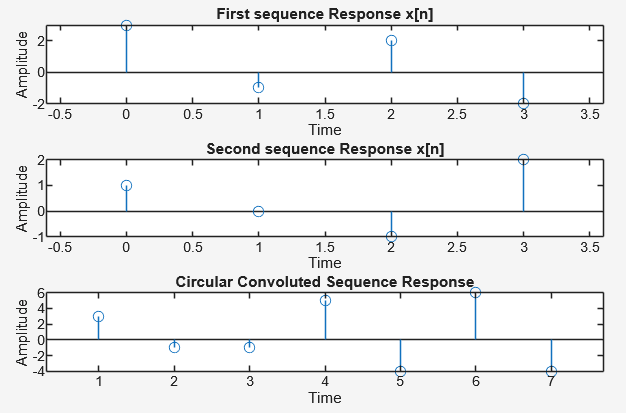 First sequence Response x[n]
Amplitude
2
0
-2
-0.5 0 0.5 1 1.5 2 2.5 3 3.5
Time
Second sequence Response x[n]
Amplitude
2
1
0
-1
-0.5 0 0.5 1 1.5 2 2.5 3 3.5
Time
Circular Convoluted Sequence Response
Amplitude
6
4
2
0
-2
-4
1 2 3 4 5 6 7
Time